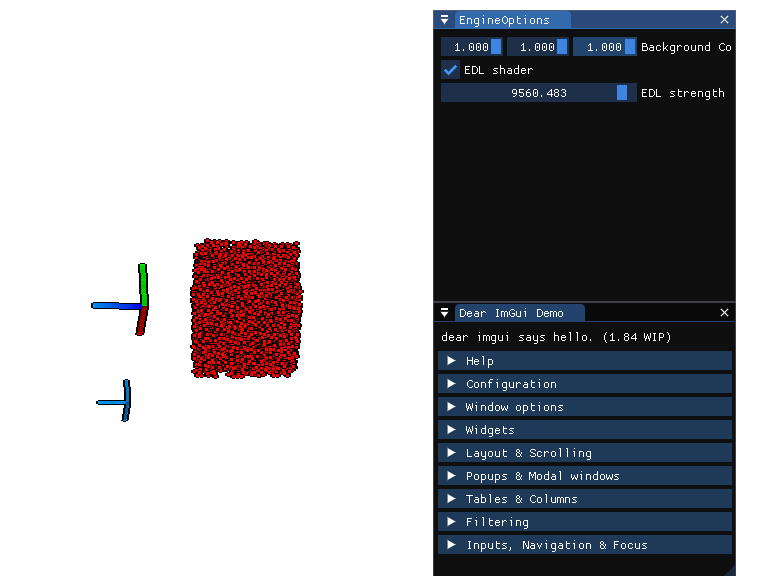 EngineOptions
1.000 1.000 1.000 Background Co
EDL shader
9560.483 EDL strength
Dear ImGui Demo
dear imgui says hello. (1.84 WIP)
Help
Configuration
Window options
Widgets
Layout & Scrolling
Popups & Modal windows
Tables & Columns
Filtering
Inputs, Navigation & Focus